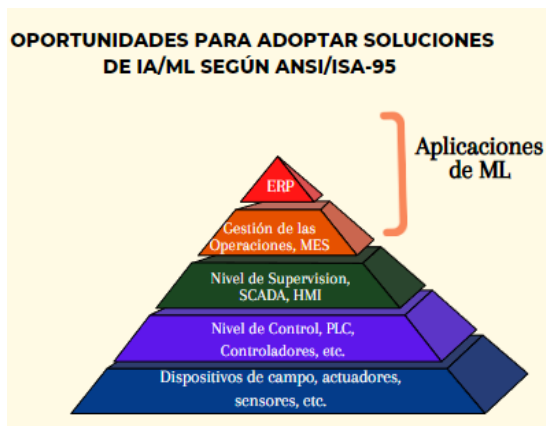 OPORTUNIDADES PARA ADOPTAR SOLUCIONES
DE IA/ML SEGÚN ANSI/ISA-95
Aplicaciones
de ML
ERP
Gestión de las
Operaciones, MES
Nivel de Supervision,
SCADA, HMI
Nivel de Control, PLC,
Controladores, etc.
Dispositivos de campo, actuadores,
sensores, etc.